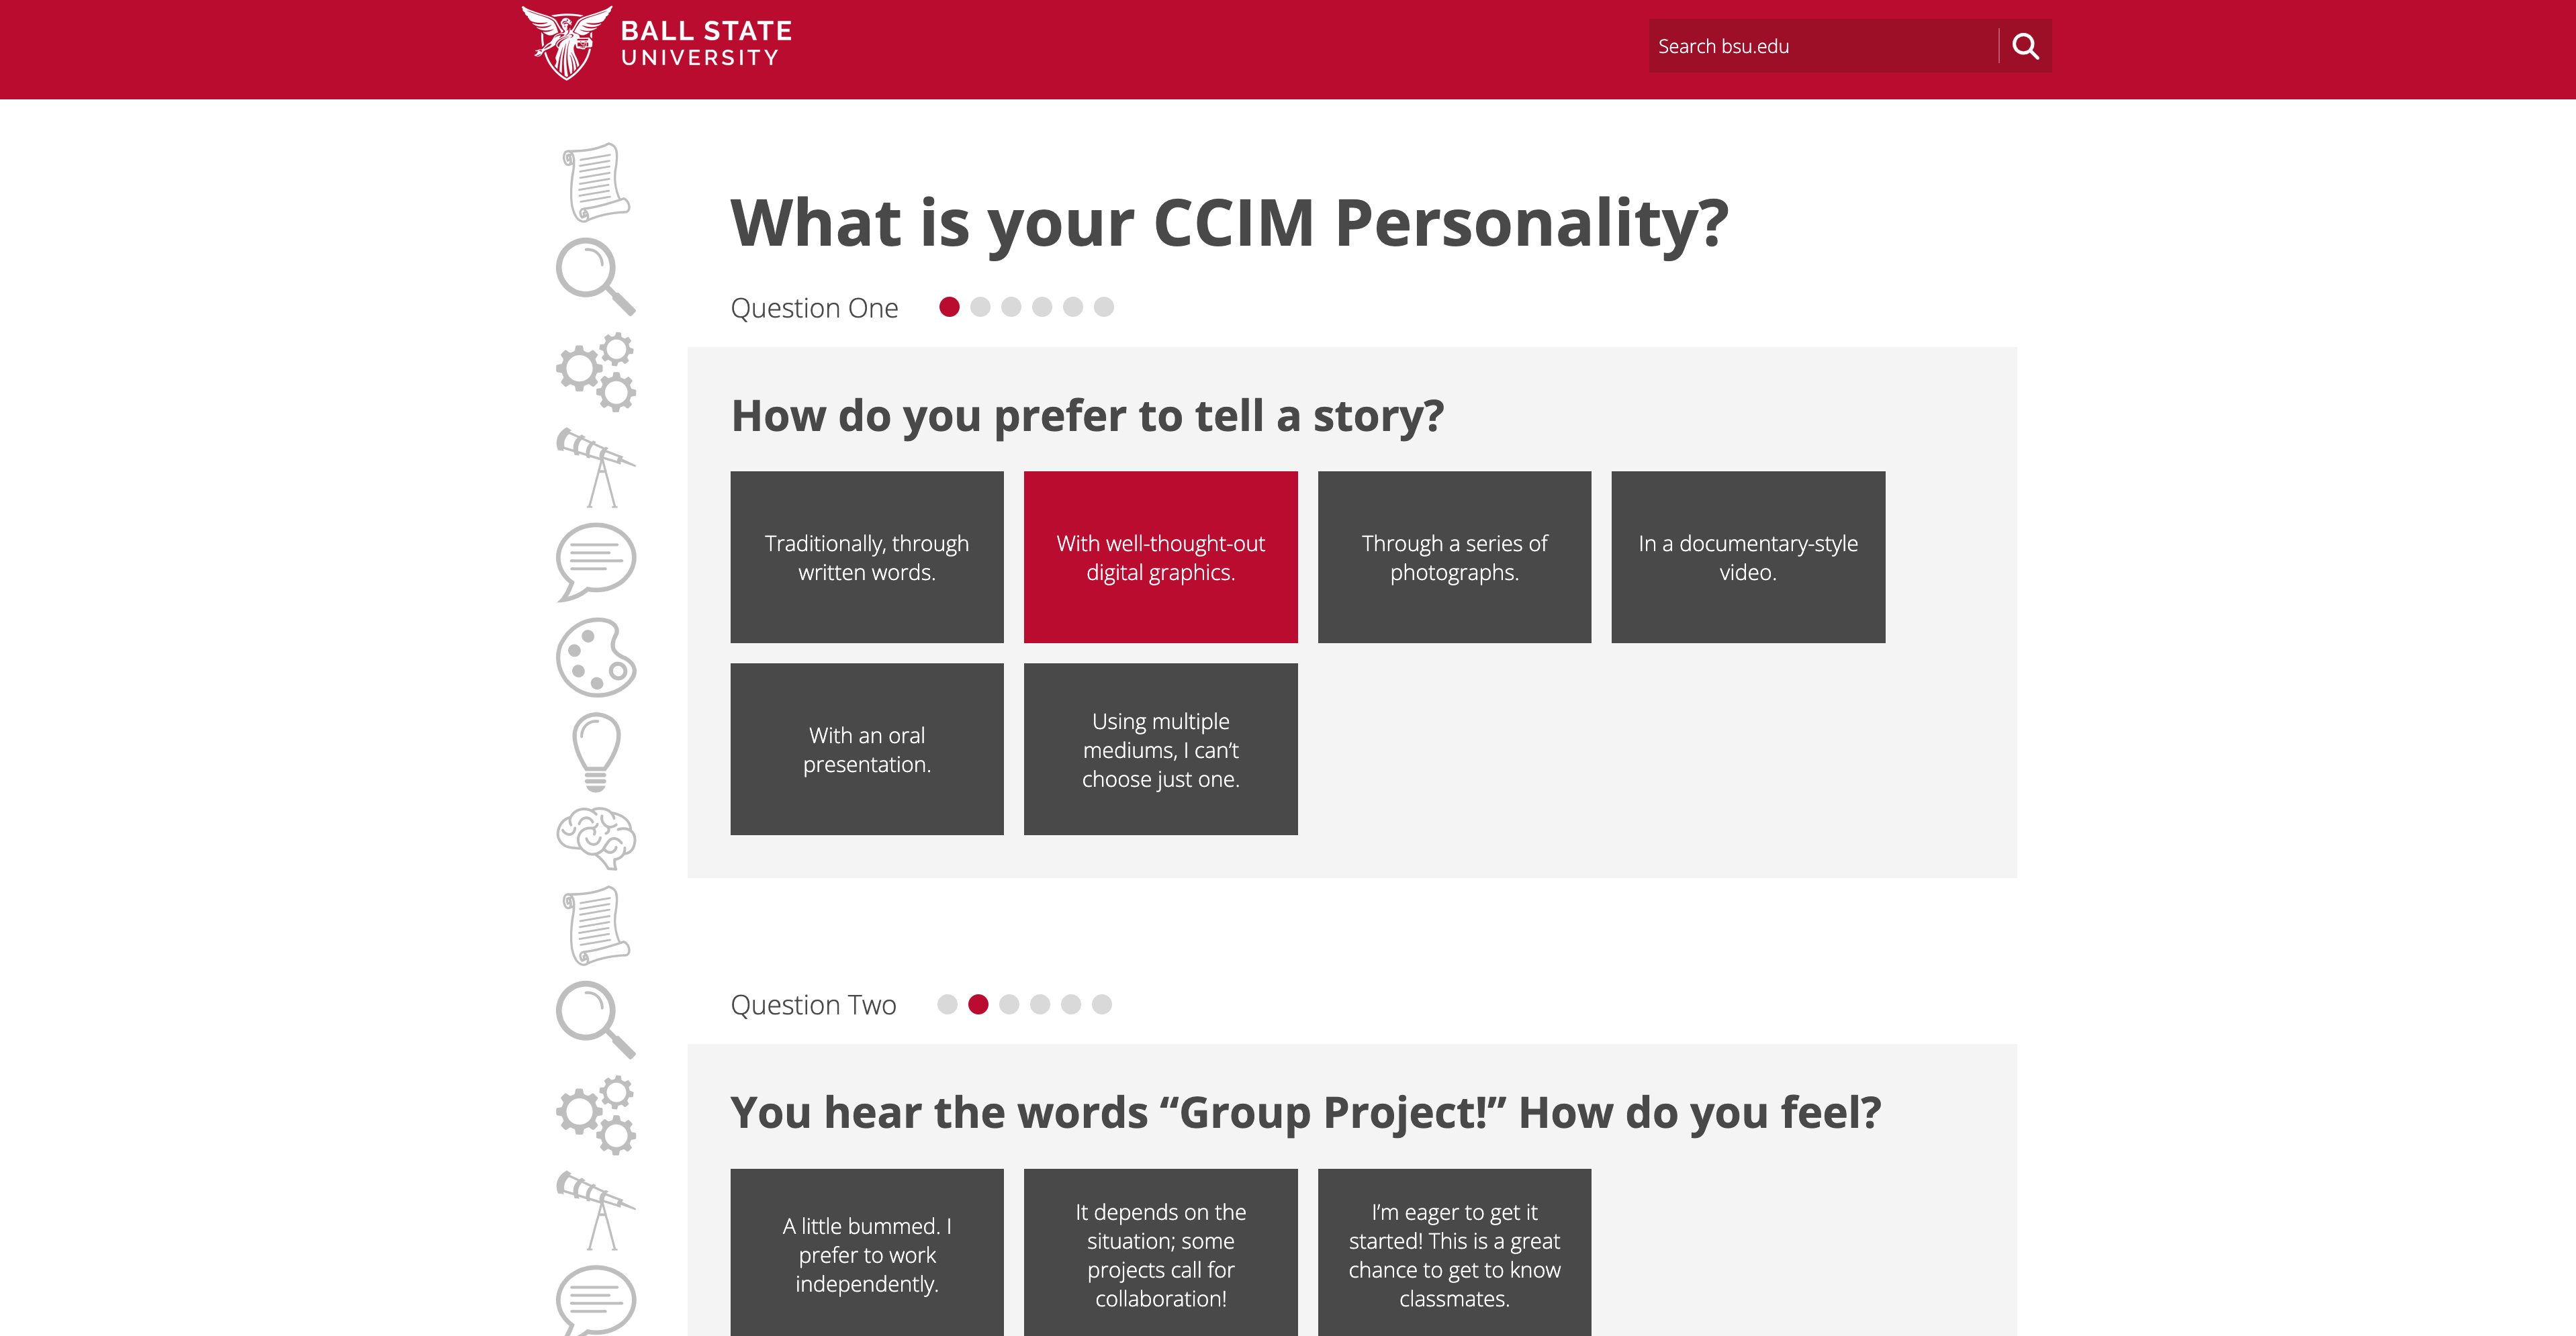 BALL STATE
UNIVERSITY
Search bsu.edu
What is your CCIM Personality?
Question One
How do you prefer to tell a story?
Traditionally, through
written words.
With well-thought-out
digital graphics.
Through a series of
photographs.
In a documentary-style
video.
With an oral
presentation.
Using multiple
mediums, I can’t
choose just one.
Question Two
You hear the words “Group Project!” How do you feel?
A little bummed. I
prefer to work
independently.
It depends on the
situation; some
projects call for
collaboration!
I’m eager to get it
started! This is a great
chance to get to know
classmates.